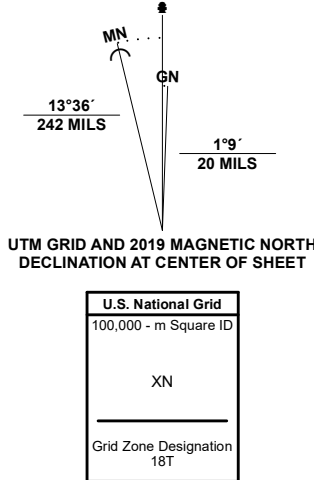 MN
GN
13°36´
242 MILS
1°9´
20 MILS
UTM GRID AND 2019 MAGNETIC NORTH
DECLINATION AT CENTER OF SHEET
U.S. National Grid
100,000 - m Square ID
XN
Grid Zone Designation
18T